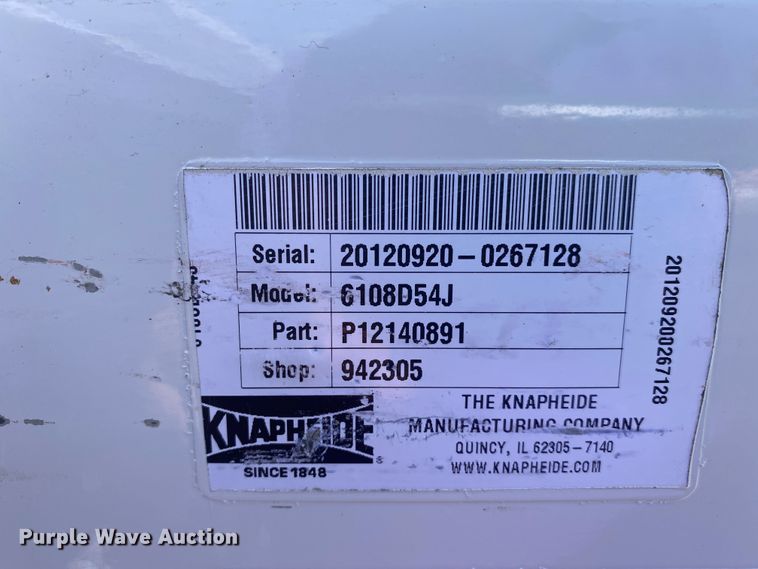 Serial: 20120920-0267128
Model: 6108D54J
Part: P12140891
Shop: 942305
KNAPHEIDE
SINCE 1848
THE KNAPHEIDE
MANUFACTURING COMPANY
QUINCY, IL 62305-7140
WWW.KNAPHEIDE.COM
201209200267128
Purple Wave Auction